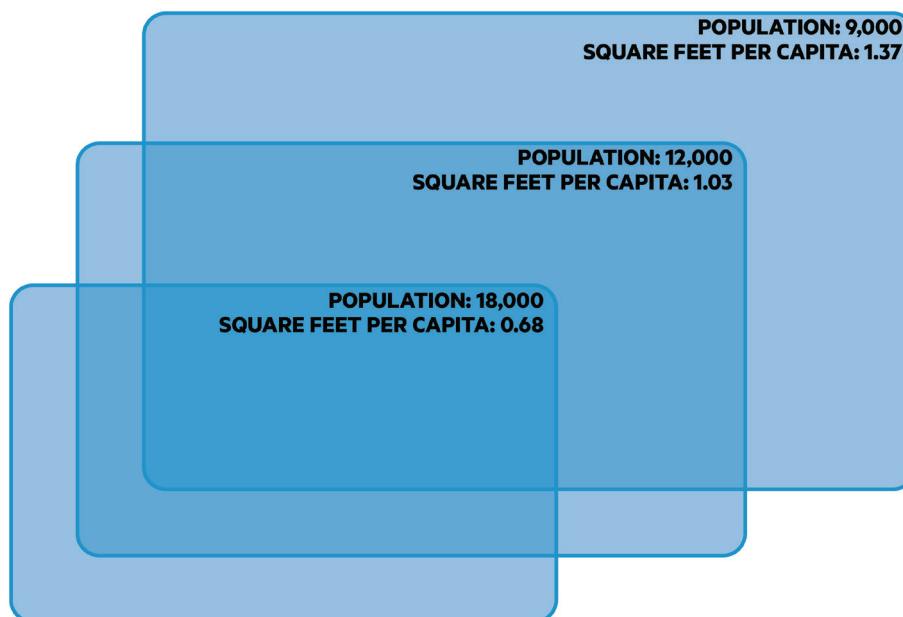 POPULATION: 9,000
SQUARE FEET PER CAPITA: 1.37
POPULATION: 12,000
SQUARE FEET PER CAPITA: 1.03
POPULATION: 18,000
SQUARE FEET PER CAPITA: 0.68